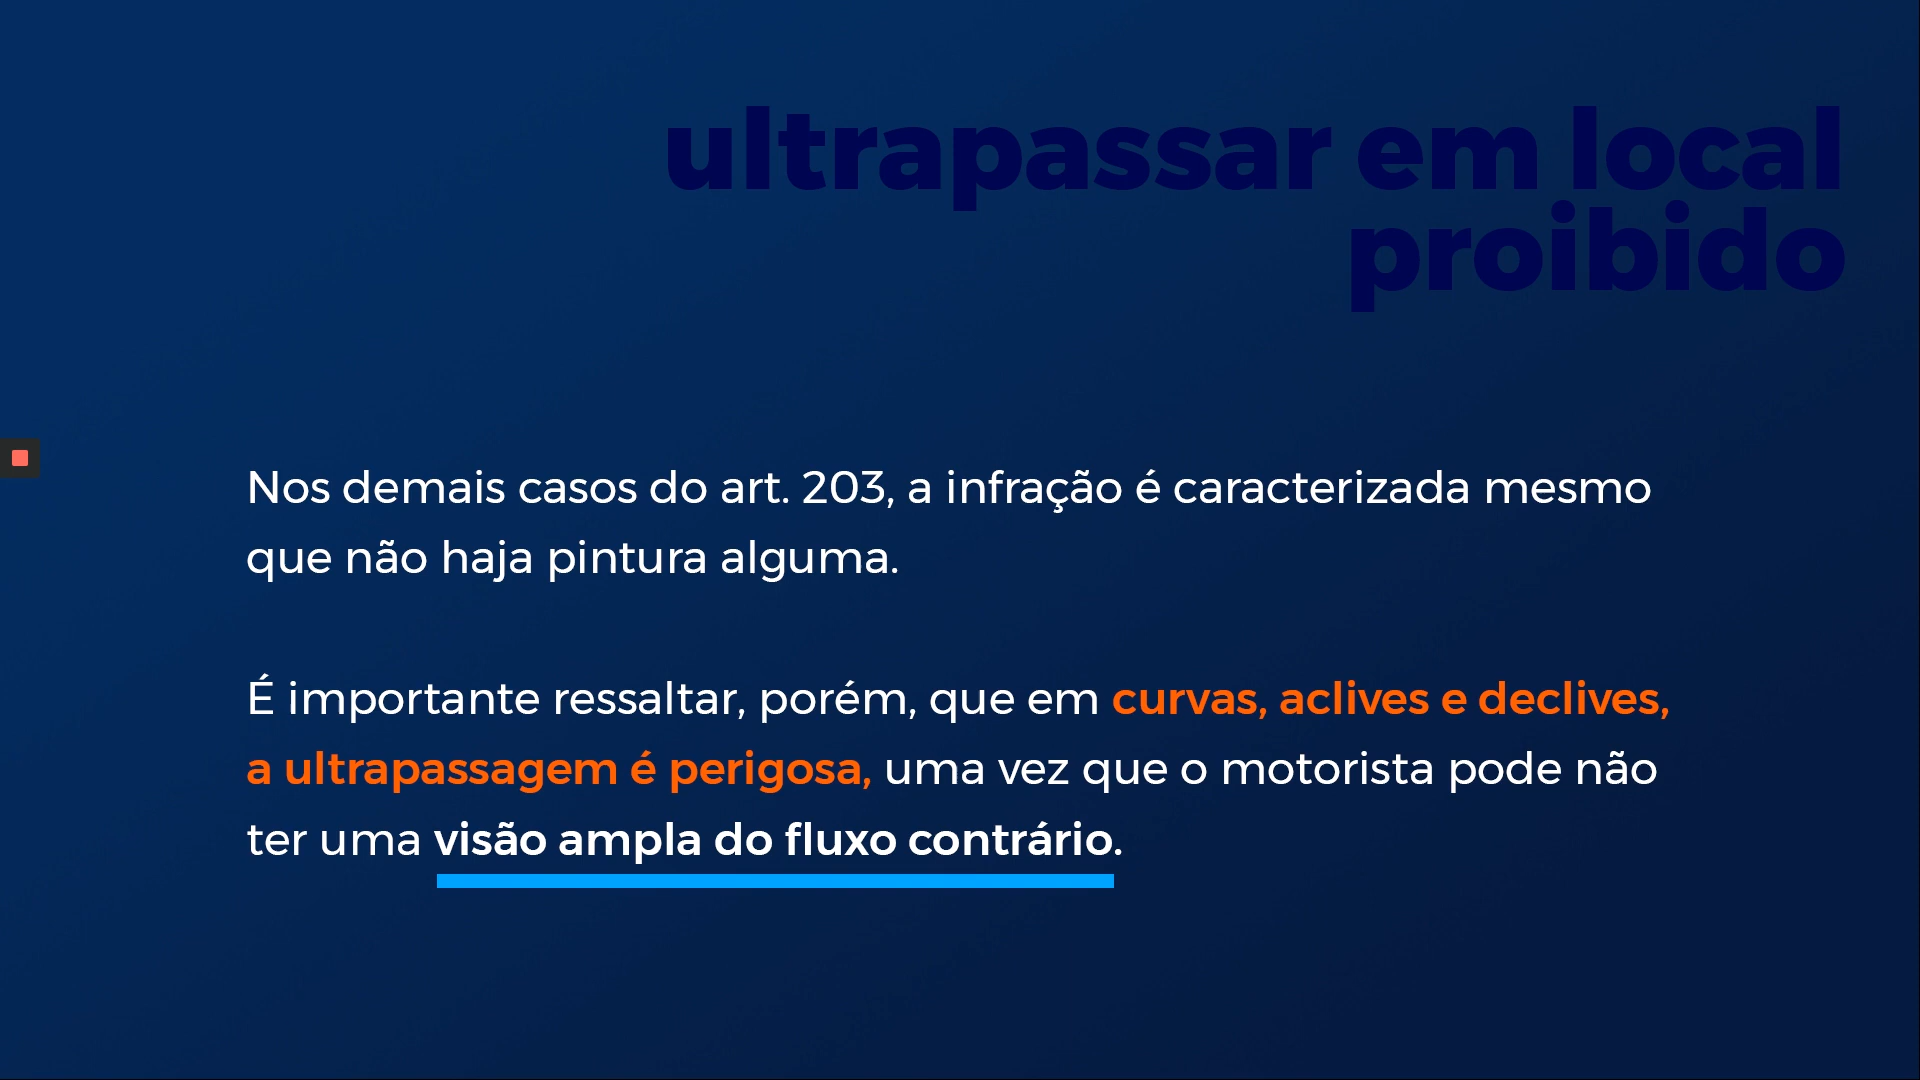 ultrapassar em local
proibido
Nos demais casos do art. 203, a infração é caracterizada mesmo
que não haja pintura alguma.
É importante ressaltar, porém, que em curvas, aclives e declives,
a ultrapassagem é perigosa, uma vez que o motorista pode não
ter uma visão ampla do fluxo contrário.